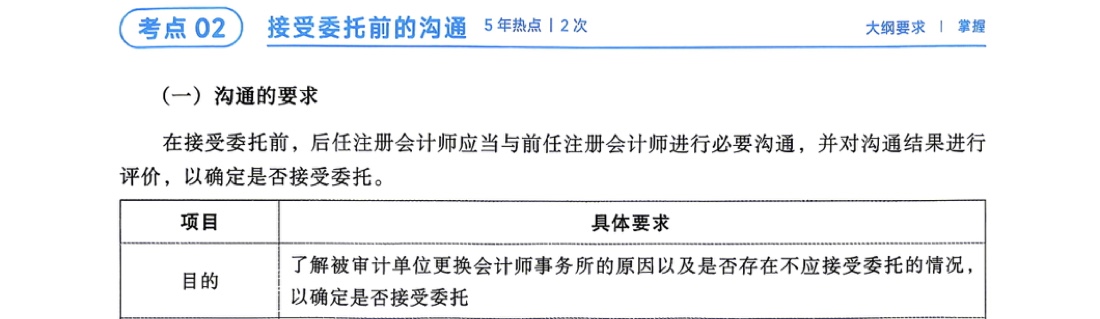 考点 02 接受委托前的沟通 5年热点 | 2次 大纲要求 | 掌握
（一）沟通的要求
在接受委托前，后任注册会计师应当与前任注册会计师进行必要沟通，并对沟通结果进行
评价，以确定是否接受委托。
项目 具体要求
目的 了解被审计单位更换会计师事务所的原因以及是否存在不应接受委托的情况，
以确定是否接受委托